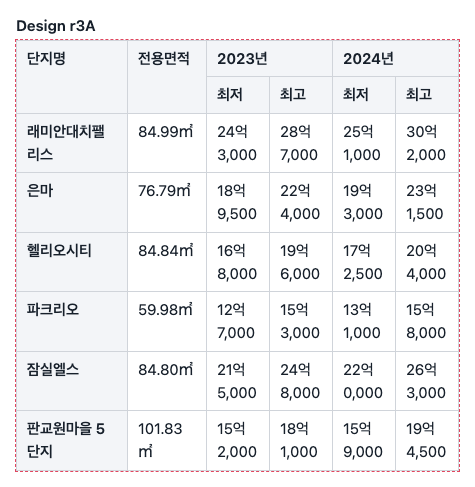 Design r3A
단지명 전용면적 2023년 2024년
최저 최고 최저 최고
래미안대치팰 84.99㎡ 24억 28억 25억 30억
리스 3,000 7,000 1,000 2,000
은마 76.79㎡ 18억 22억 19억 23억
9,500 4,000 3,000 1,500
헬리오시티 84.84㎡ 16억 19억 17억 20억
8,000 6,000 2,500 4,000
파크리오 59.98㎡ 12억 15억 13억 15억
7,000 3,000 1,000 8,000
잠실엘스 84.80㎡ 21억 24억 22억 26억
5,000 8,000 0,000 3,000
판교원마을 5 101.83 15억 18억 15억 19억
단지 ㎡ 2,000 1,000 9,000 4,500